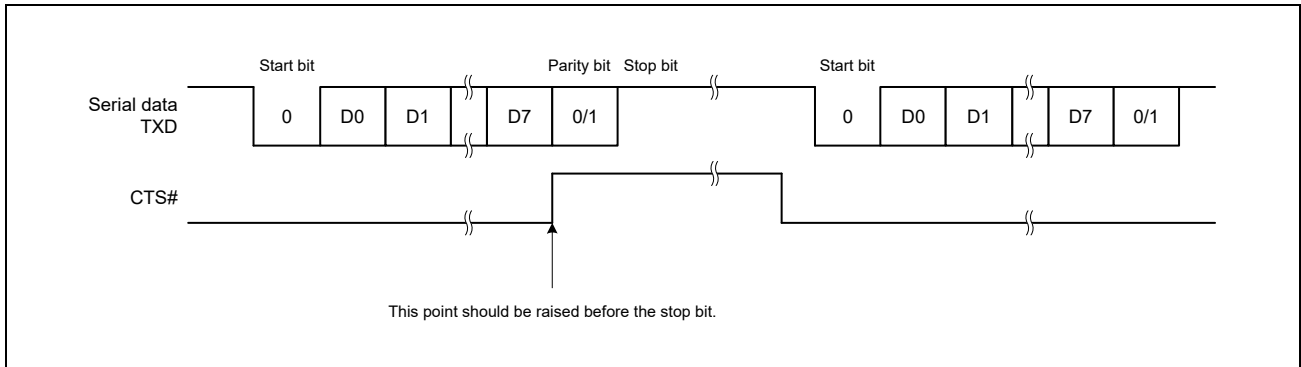 Start bit Parity bit Stop bit Start bit
Serial data
TXD
0 D0 D1 D7 0/1 0 D0 D1 D7 0/1
CTS#
This point should be raised before the stop bit.